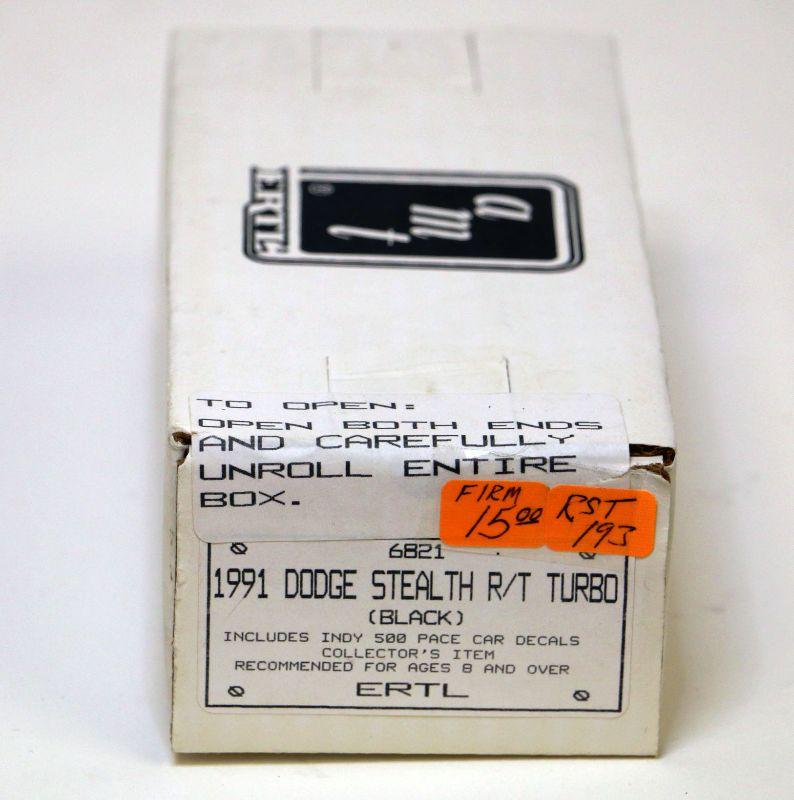 amt
ERTL
®
TO OPEN:
OPEN BOTH ENDS
AND CAREFULLY
UNROLL ENTIRE
BOX.
FIRM
15.00
RST
193
6821
1991 DODGE STEALTH R/T TURBO
(BLACK)
INCLUDES INDY 500 PACE CAR DECALS
COLLECTOR'S ITEM
RECOMMENDED FOR AGES 8 AND OVER
ERTL